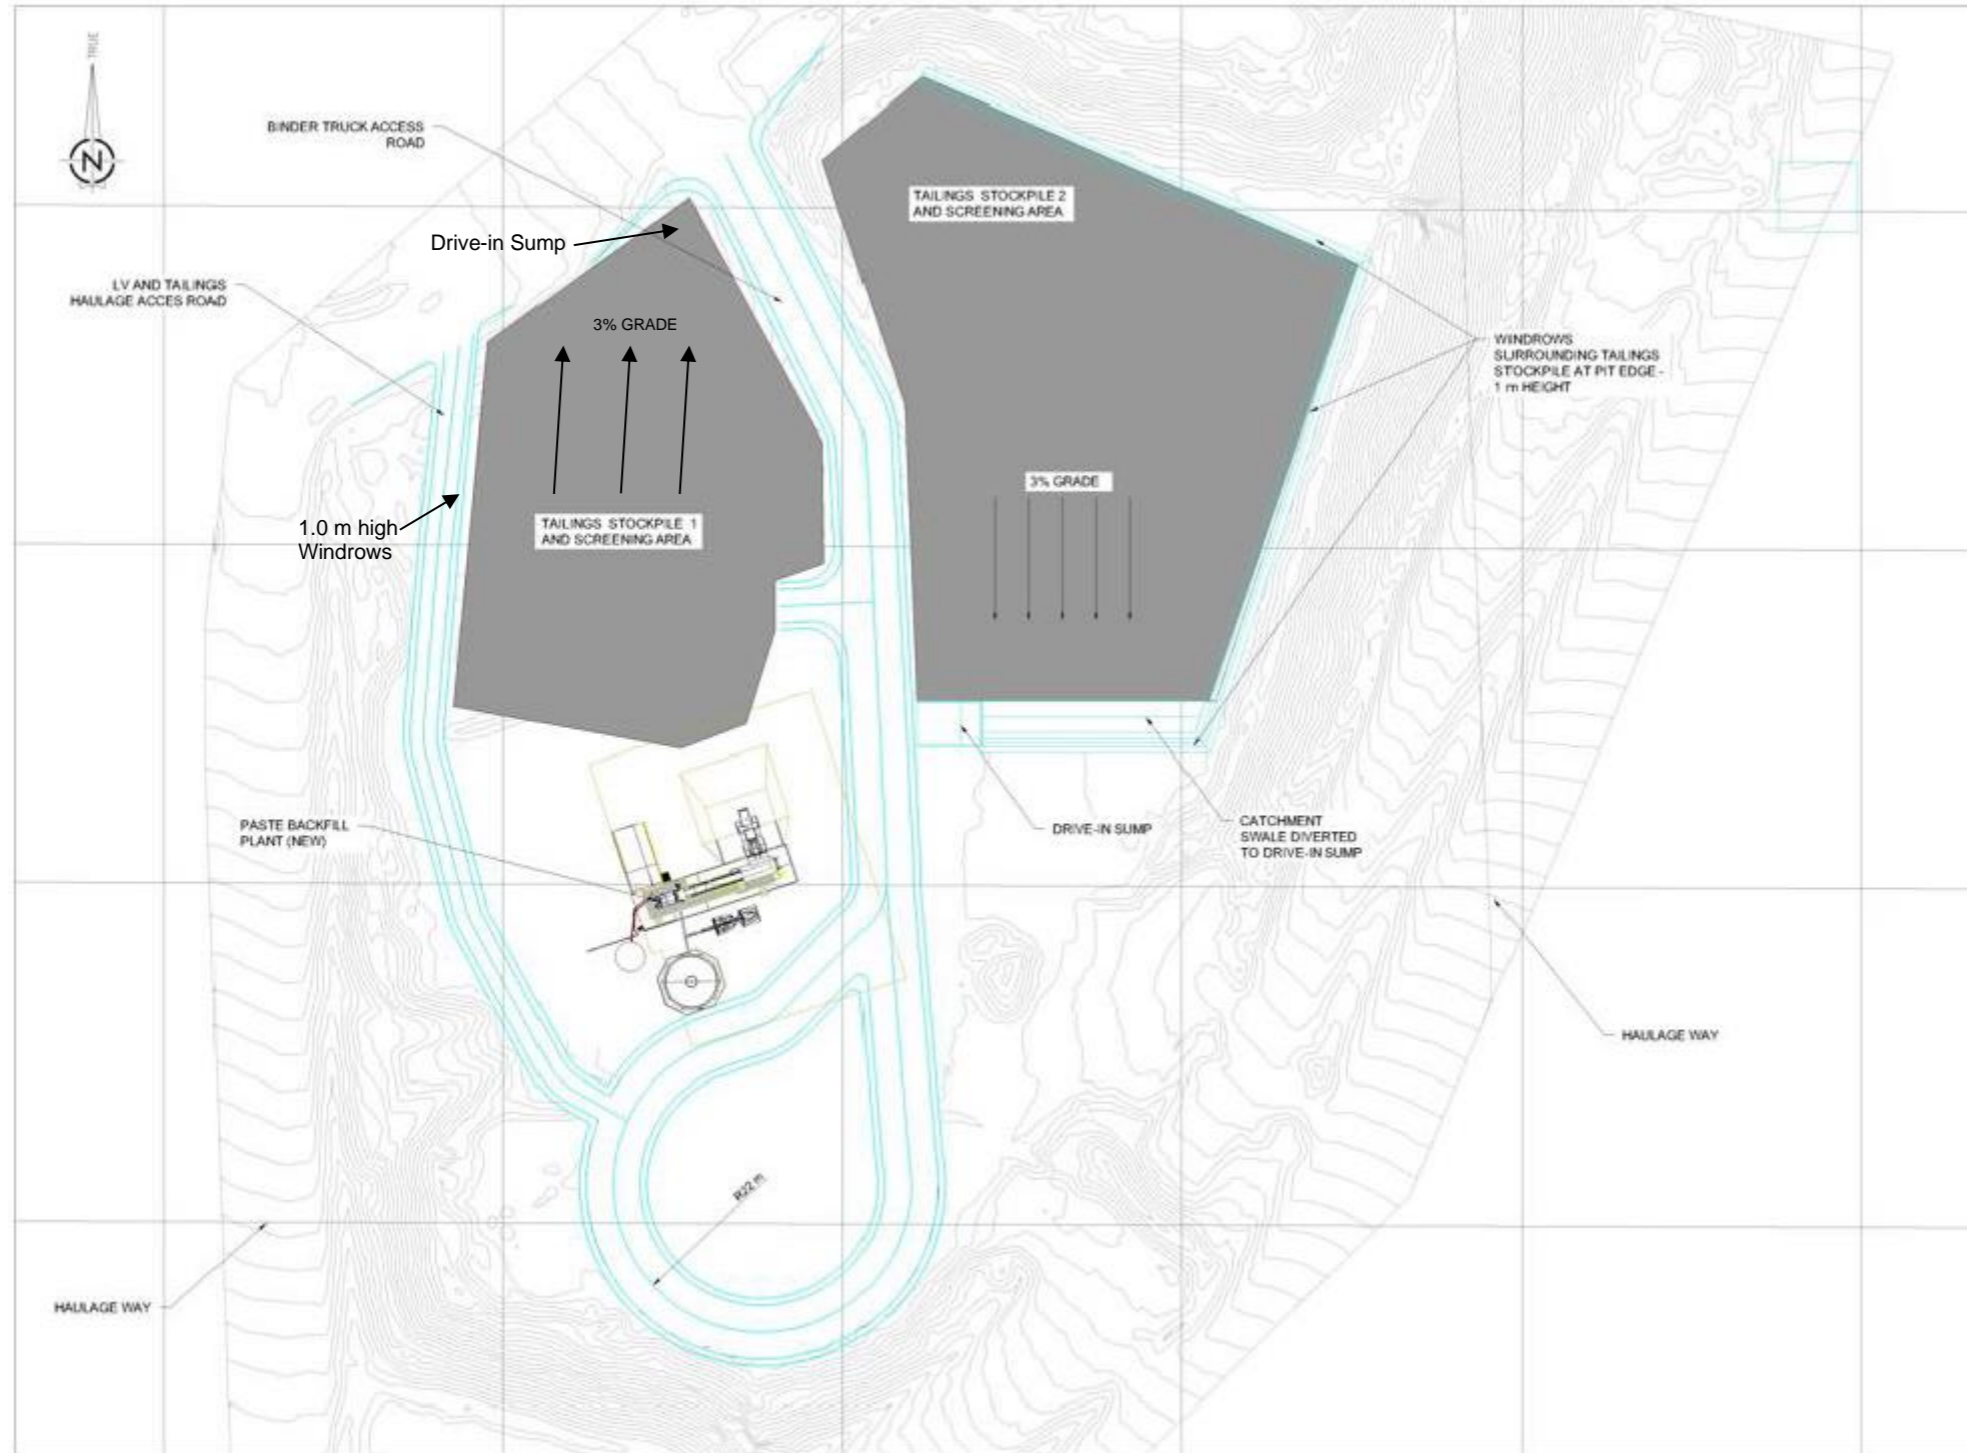 TRUE
N
BINDER TRUCK ACCESS
ROAD
TAILINGS STOCKPILE 2
AND SCREENING AREA
Drive-in Sump
LV AND TAILINGS
HAULAGE ACCES ROAD
3% GRADE
WINDROWS
SURROUNDING TAILINGS
STOCKPILE AT PIT EDGE -
1 m HEIGHT
3% GRADE
1.0 m high
Windrows
TAILINGS STOCKPILE 1
AND SCREENING AREA
PASTE BACKFILL
PLANT (NEW)
DRIVE-IN SUMP
CATCHMENT
SWALE DIVERTED
TO DRIVE-IN SUMP
HAULAGE WAY
R22 m
HAULAGE WAY